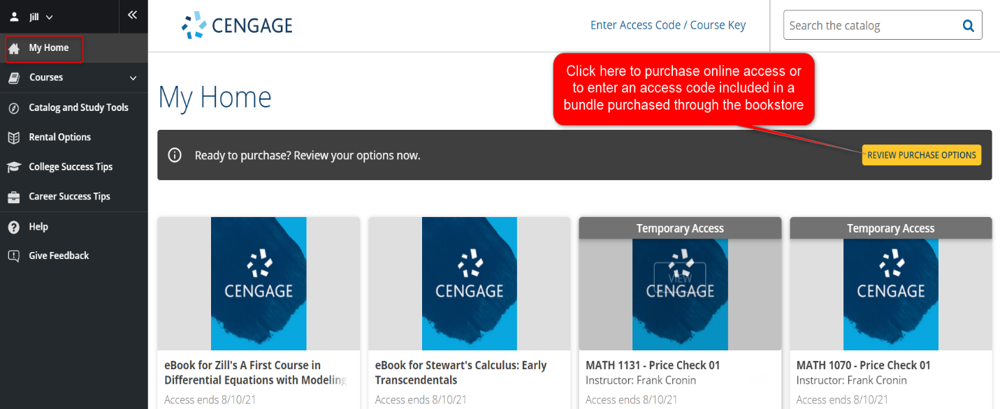 Jill
My Home
Courses
Catalog and Study Tools
Rental Options
College Success Tips
Career Success Tips
Help
Give Feedback
CENGAGE
Enter Access Code / Course Key
Search the catalog
My Home
Click here to purchase online access or
to enter an access code included in a
bundle purchased through the bookstore
Ready to purchase? Review your options now.
REVIEW PURCHASE OPTIONS
CENGAGE
eBook for Zill's A First Course in
Differential Equations with Modeling
Access ends 8/10/21
CENGAGE
eBook for Stewart's Calculus: Early
Transcendentals
Access ends 8/10/21
Temporary Access
VIEW
CENGAGE
MATH 1131 - Price Check 01
Instructor: Frank Cronin
Access ends 8/10/21
Temporary Access
CENGAGE
MATH 1070 - Price Check 01
Instructor: Frank Cronin
Access ends 8/10/21